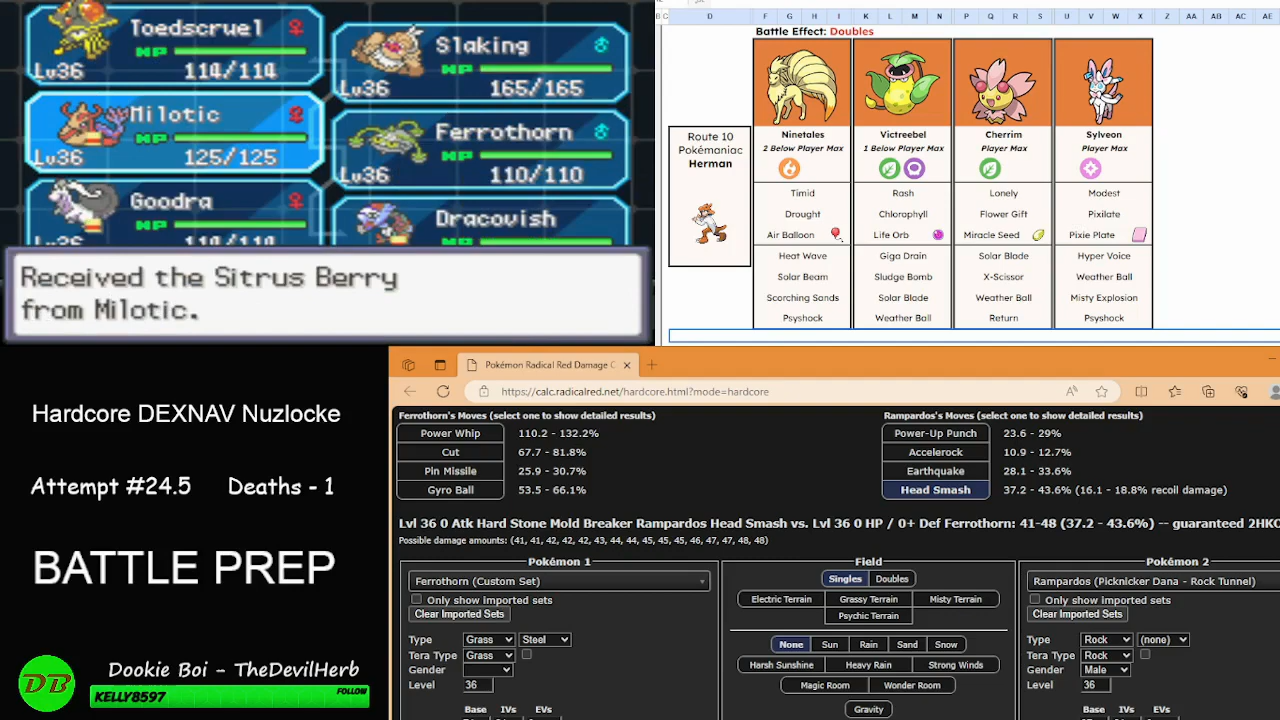 Toedscruel ♀
HP
Lv36 114/114
Slaking ♂
HP
Lv36 165/165
Milotic ♀
HP
Lv36 125/125
Ferrothorn ♂
HP
Lv36 110/110
Goodra ♀
HP
Dracovish
Received the Sitrus Berry
from Milotic.
B C D F G H I K L M N P Q R S U V W X Z AA AB AC AE
Battle Effect: Doubles
Route 10
Pokémaniac
Herman
Ninetales Victreebel Cherrim Sylveon
2 Below Player Max 1 Below Player Max Player Max Player Max
Timid Rash Lonely Modest
Drought Chlorophyll Flower Gift Pixilate
Air Balloon Life Orb Miracle Seed Pixie Plate
Heat Wave Giga Drain Solar Blade Hyper Voice
Solar Beam Sludge Bomb X-Scissor Weather Ball
Scorching Sands Solar Blade Weather Ball Misty Explosion
Psyshock Weather Ball Return Psyshock
Hardcore DEXNAV Nuzlocke
Attempt #24.5 Deaths - 1
BATTLE PREP
DB
Dookie Boi - TheDevilHerb
KELLY8597 FOLLOW
Pokémon Radical Red Damage C
https://calc.radicalred.net/hardcore.html?mode=hardcore
Ferrothorn's Moves (select one to show detailed results)
Power Whip 110.2 - 132.2%
Cut 67.7 - 81.8%
Pin Missile 25.9 - 30.7%
Gyro Ball 53.5 - 66.1%
Rampardos's Moves (select one to show detailed results)
Power-Up Punch 23.6 - 29%
Accelerock 10.9 - 12.7%
Earthquake 28.1 - 33.6%
Head Smash 37.2 - 43.6% (16.1 - 18.8% recoil damage)
Lvl 36 0 Atk Hard Stone Mold Breaker Rampardos Head Smash vs. Lvl 36 0 HP / 0+ Def Ferrothorn: 41-48 (37.2 - 43.6%) -- guaranteed 2HKO
Possible damage amounts: (41, 41, 42, 42, 42, 43, 44, 44, 45, 45, 45, 46, 47, 47, 48, 48)
Pokémon 1
Ferrothorn (Custom Set)
Only show imported sets
Clear Imported Sets
Type Grass Steel
Tera Type Grass
Gender
Level 36
Base IVs EVs
Field
Singles Doubles
Electric Terrain Grassy Terrain Misty Terrain
Psychic Terrain
None Sun Rain Sand Snow
Harsh Sunshine Heavy Rain Strong Winds
Magic Room Wonder Room
Gravity
Pokémon 2
Rampardos (Picknicker Dana - Rock Tunnel)
Only show imported sets
Clear Imported Sets
Type Rock (none)
Tera Type Rock
Gender Male
Level 36
Base IVs EVs